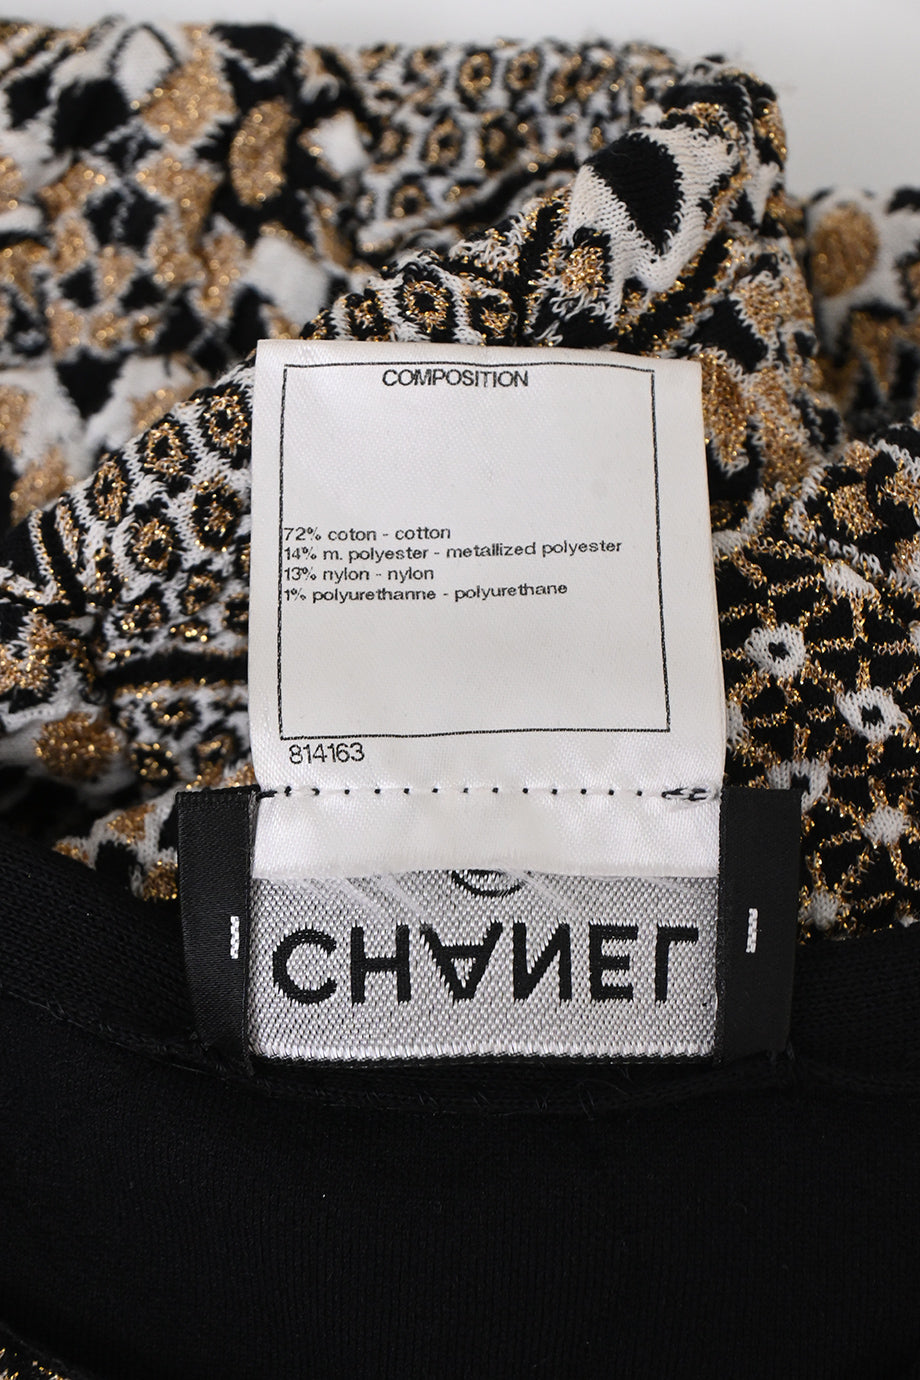 COMPOSITION
72% coton - cotton
14% m. polyester - metallized polyester
13% nylon - nylon
1% polyurethanne - polyurethane
814163
CHANEL